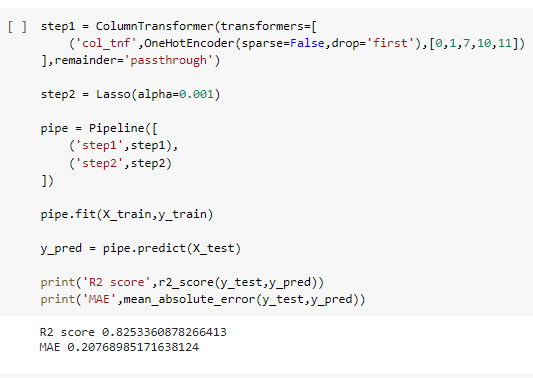 [ ] step1 = ColumnTransformer(transformers=[
('col_tnf',OneHotEncoder(sparse=False,drop='first'),[0,1,7,10,11])
],remainder='passthrough')
step2 = Lasso(alpha=0.001)
pipe = Pipeline([
('step1',step1),
('step2',step2)
])
pipe.fit(X_train,y_train)
y_pred = pipe.predict(X_test)
print('R2 score',r2_score(y_test,y_pred))
print('MAE',mean_absolute_error(y_test,y_pred))
R2 score 0.8253360878266413
MAE 0.20768985171638124